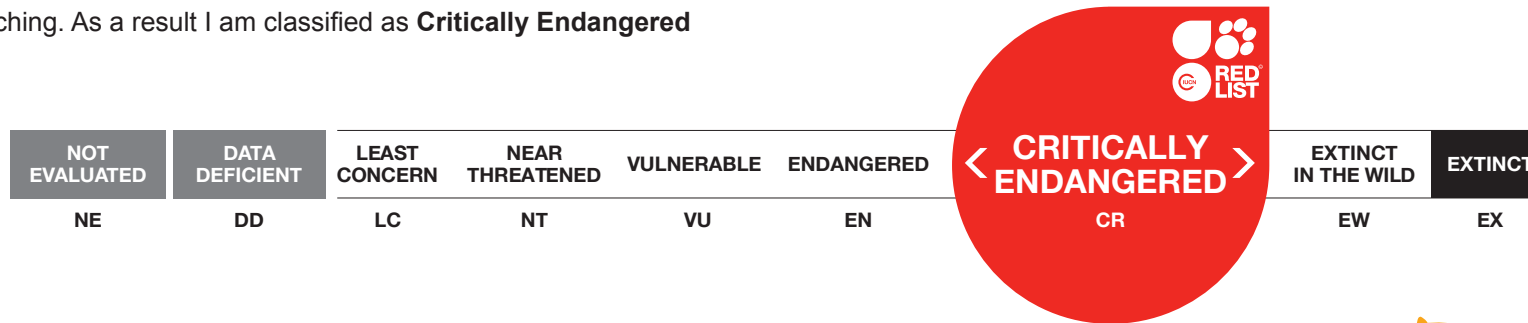 ching. As a result I am classified as Critically Endangered
IUCN
RED
LIST
NOT
EVALUATED
DATA
DEFICIENT
LEAST
CONCERN
NEAR
THREATENED
VULNERABLE
ENDANGERED
CRITICALLY
ENDANGERED
EXTINCT
IN THE WILD
EXTINCT
NE
DD
LC
NT
VU
EN
CR
EW
EX